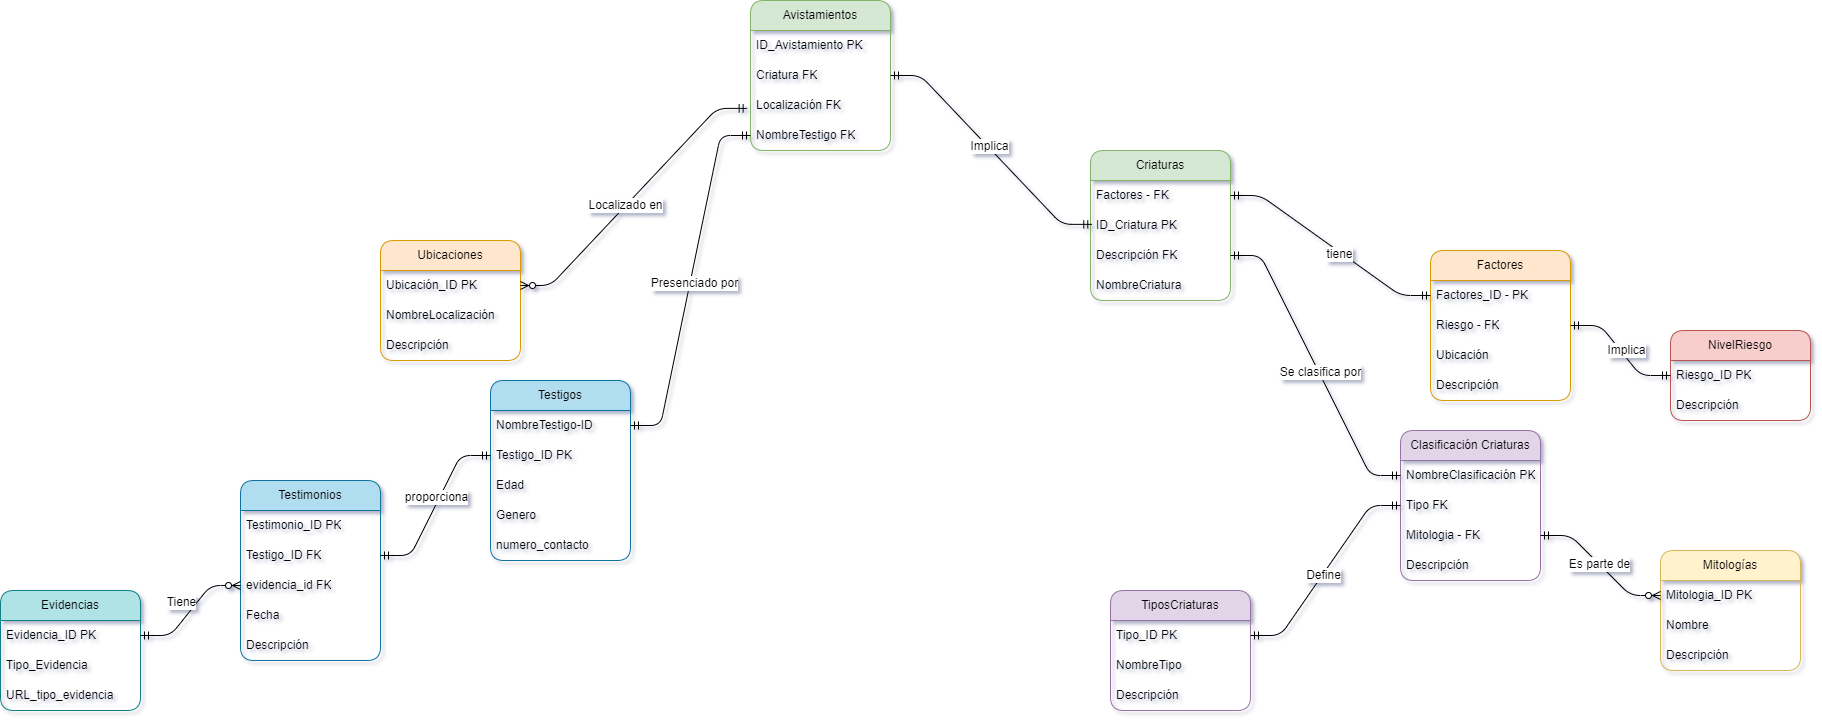 Avistamientos
ID_Avistamiento PK
Criatura FK
Localización FK
NombreTestigo FK
Implica
Localizado en
Presenciado por
Criaturas
Factores - FK
ID_Criatura PK
Descripción FK
NombreCriatura
tiene
Se clasifica por
Ubicaciones
Ubicación_ID PK
NombreLocalización
Descripción
Factores
Factores_ID - PK
Riesgo - FK
Ubicación
Descripción
Implica
NivelRiesgo
Riesgo_ID PK
Descripción
Testigos
NombreTestigo-ID
Testigo_ID PK
Edad
Genero
numero_contacto
proporciona
Testimonios
Testimonio_ID PK
Testigo_ID FK
evidencia_id FK
Fecha
Descripción
Tiene
Evidencias
Evidencia_ID PK
Tipo_Evidencia
URL_tipo_evidencia
Clasificación Criaturas
NombreClasificación PK
Tipo FK
Mitologia - FK
Descripción
Define
Es parte de
TiposCriaturas
Tipo_ID PK
NombreTipo
Descripción
Mitologías
Mitologia_ID PK
Nombre
Descripción